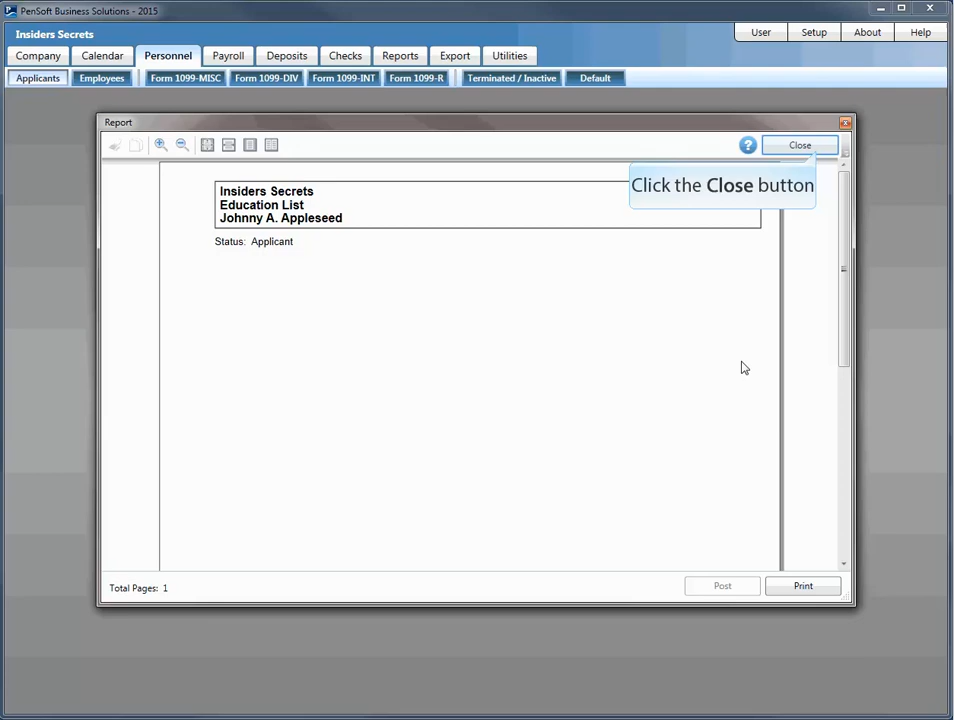 PenSoft Business Solutions - 2015
Insiders Secrets
User Setup About Help
Company Calendar Personnel Payroll Deposits Checks Reports Export Utilities
Applicants Employees Form 1099-MISC Form 1099-DIV Form 1099-INT Form 1099-R Terminated / Inactive Default
Report
? Close
Click the Close button
Insiders Secrets
Education List
Johnny A. Appleseed
Status: Applicant
Total Pages: 1
Post Print